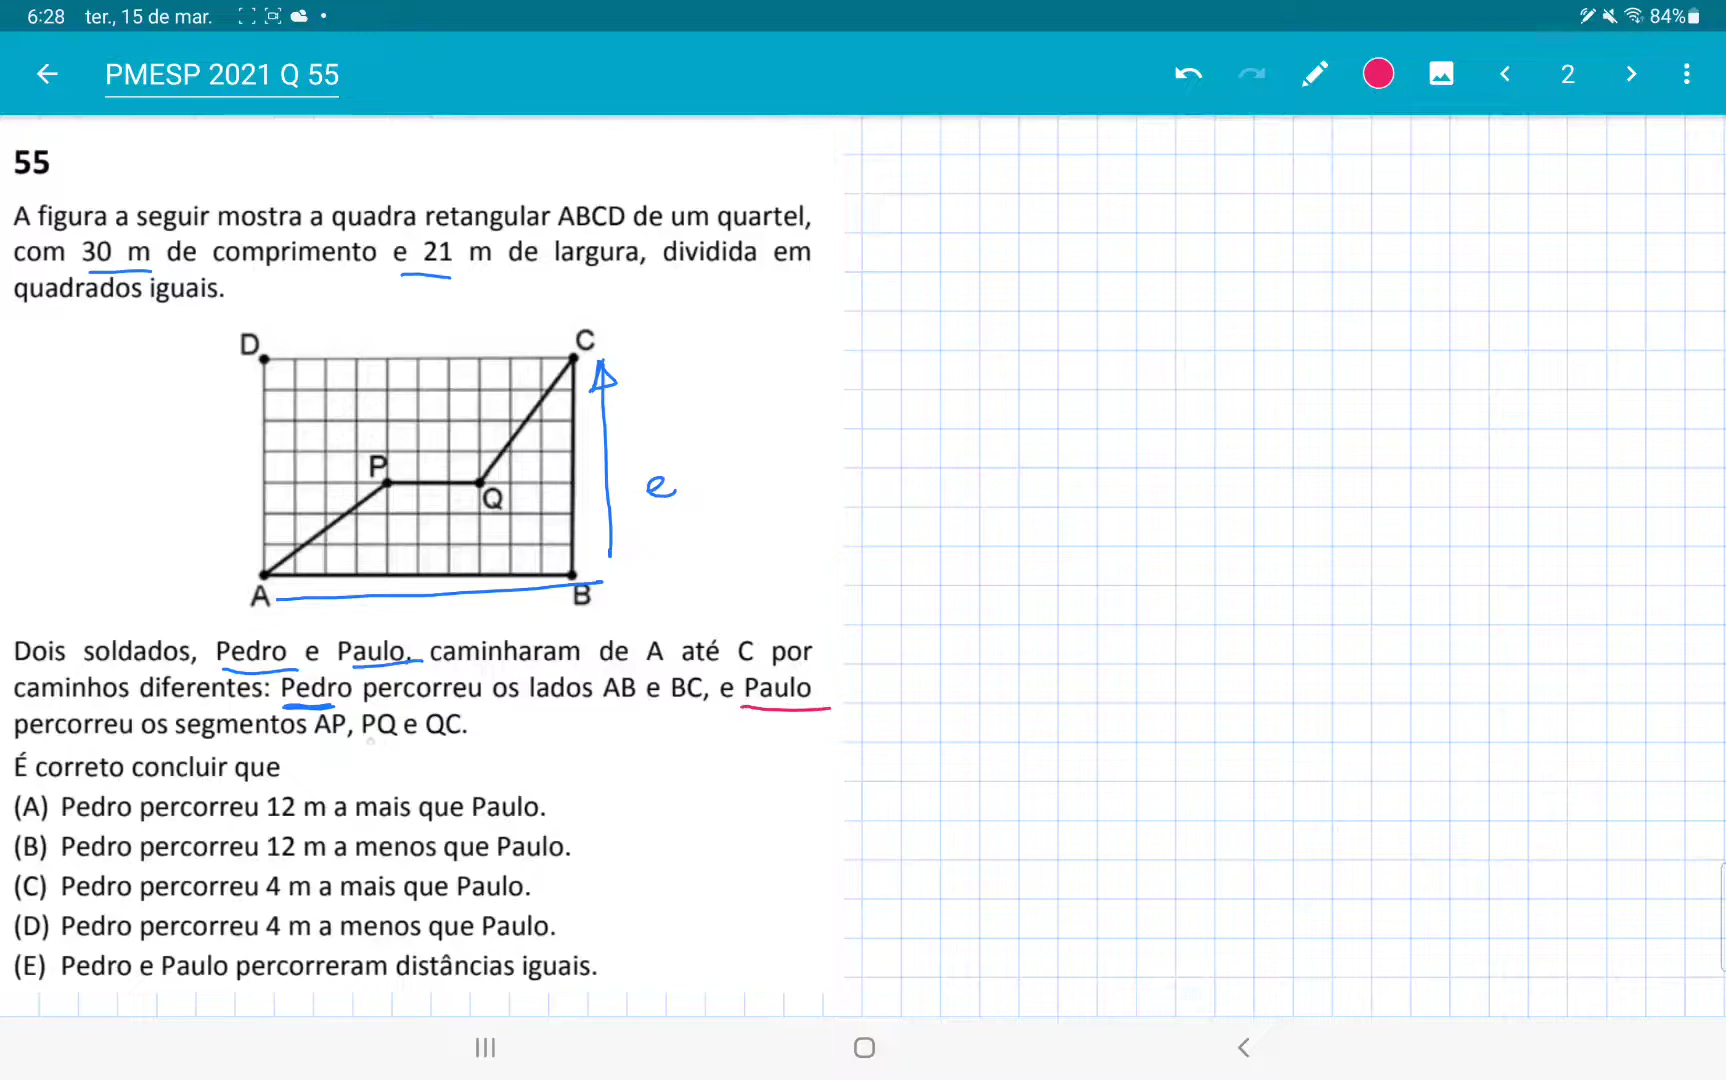 6:28 ter., 15 de mar. 84%
PMESP 2021 Q 55
2
55
A figura a seguir mostra a quadra retangular ABCD de um quartel,
com 30 m de comprimento e 21 m de largura, dividida em
quadrados iguais.
D C
P
Q
e
A B
Dois soldados, Pedro e Paulo, caminharam de A até C por
caminhos diferentes: Pedro percorreu os lados AB e BC, e Paulo
percorreu os segmentos AP, PQ e QC.
É correto concluir que
(A) Pedro percorreu 12 m a mais que Paulo.
(B) Pedro percorreu 12 m a menos que Paulo.
(C) Pedro percorreu 4 m a mais que Paulo.
(D) Pedro percorreu 4 m a menos que Paulo.
(E) Pedro e Paulo percorreram distâncias iguais.